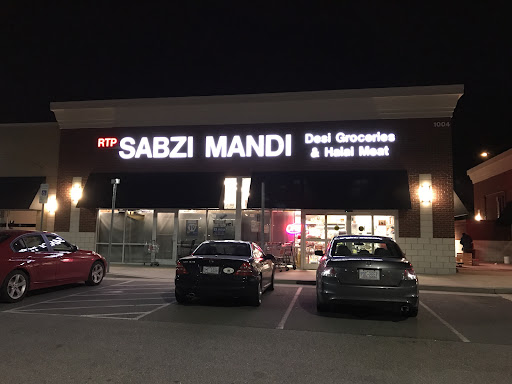 RTP SABZI MANDI
Desi Groceries
& Halal Meat
1004